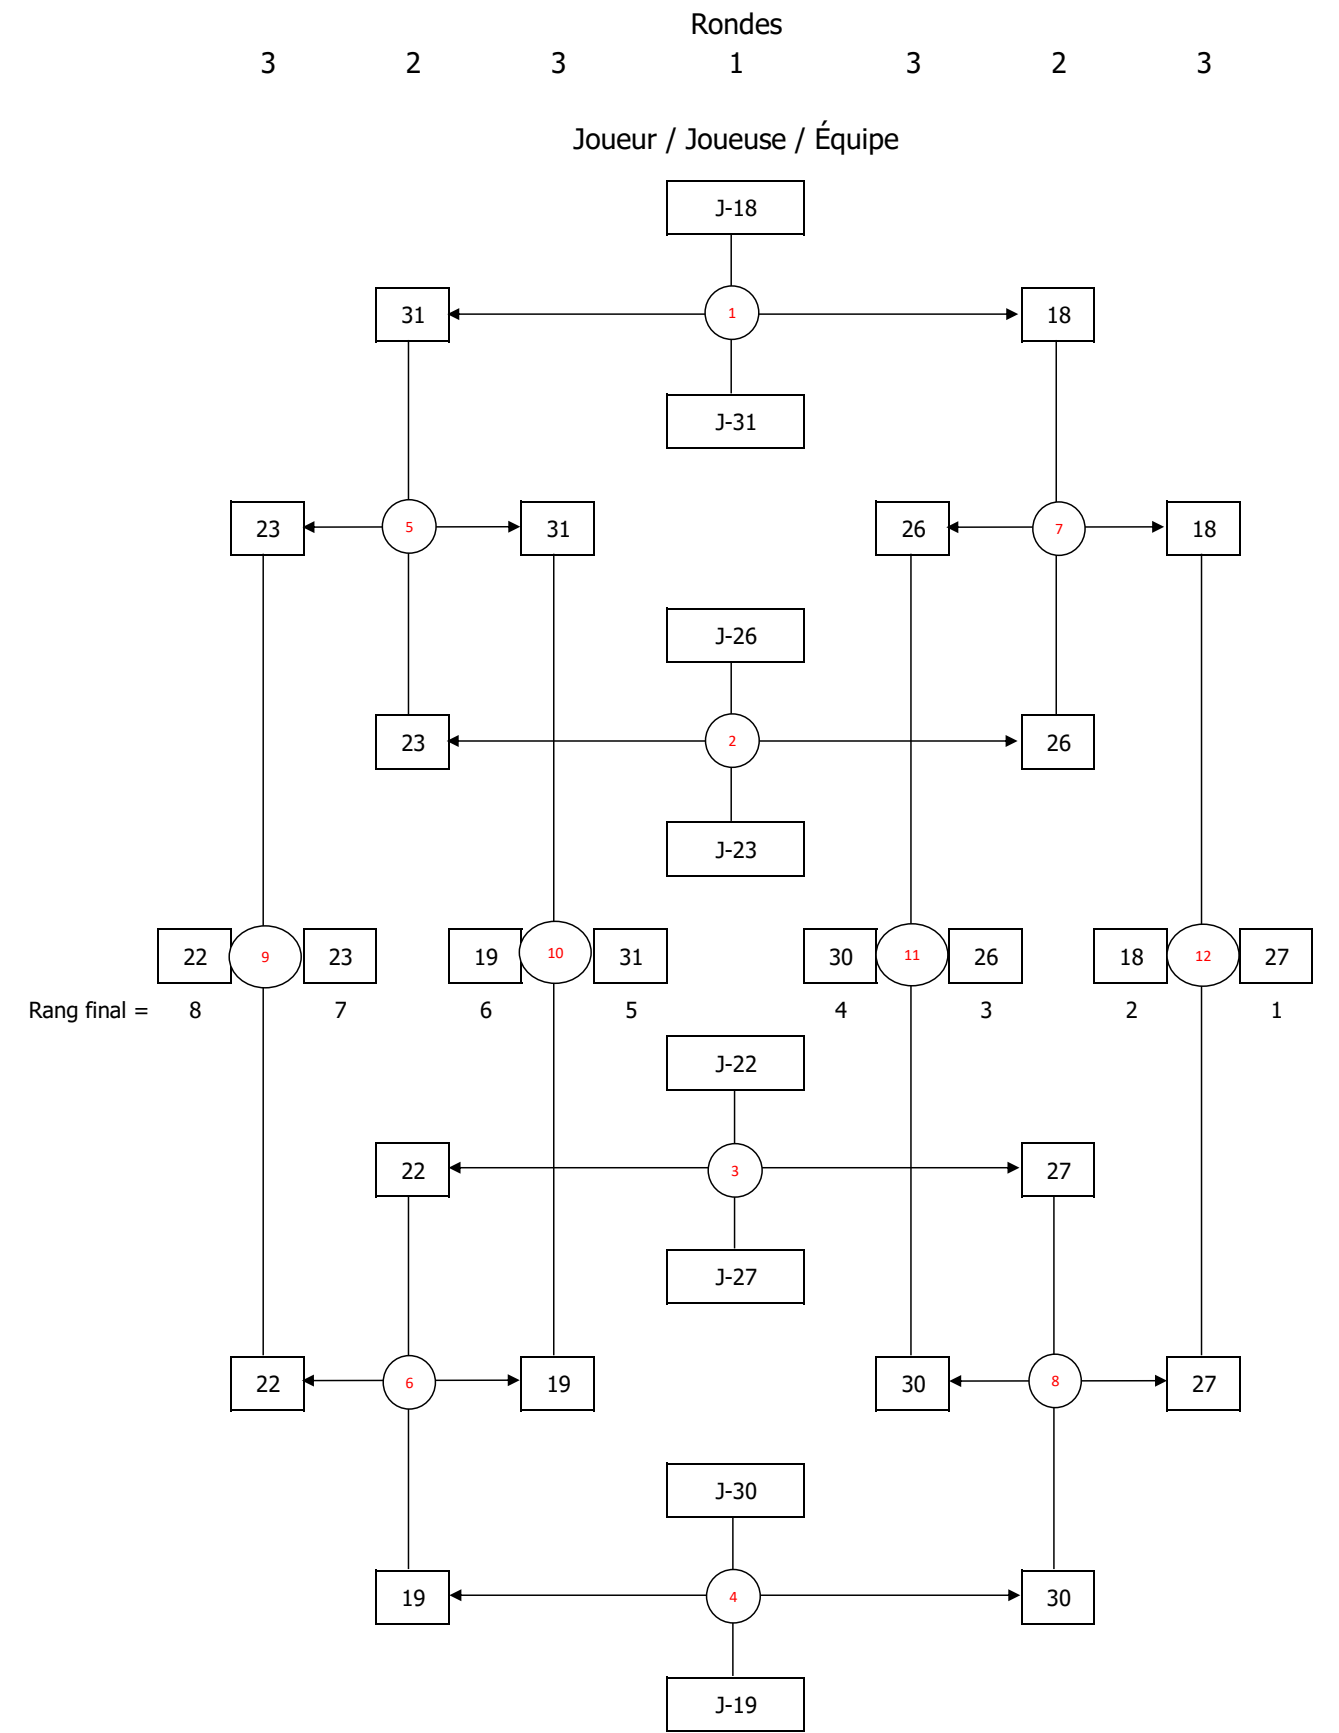 Rondes
3 2 3 1 3 2 3
Joueur / Joueuse / Équipe
J-18
31 1 18
J-31
23 5 31 26 7 18
J-26
23 2 26
J-23
22 9 23 19 10 31 30 11 26 18 12 27
Rang final = 8 7 6 5 4 3 2 1
J-22
22 3 27
J-27
22 6 19 30 8 27
J-30
19 4 30
J-19